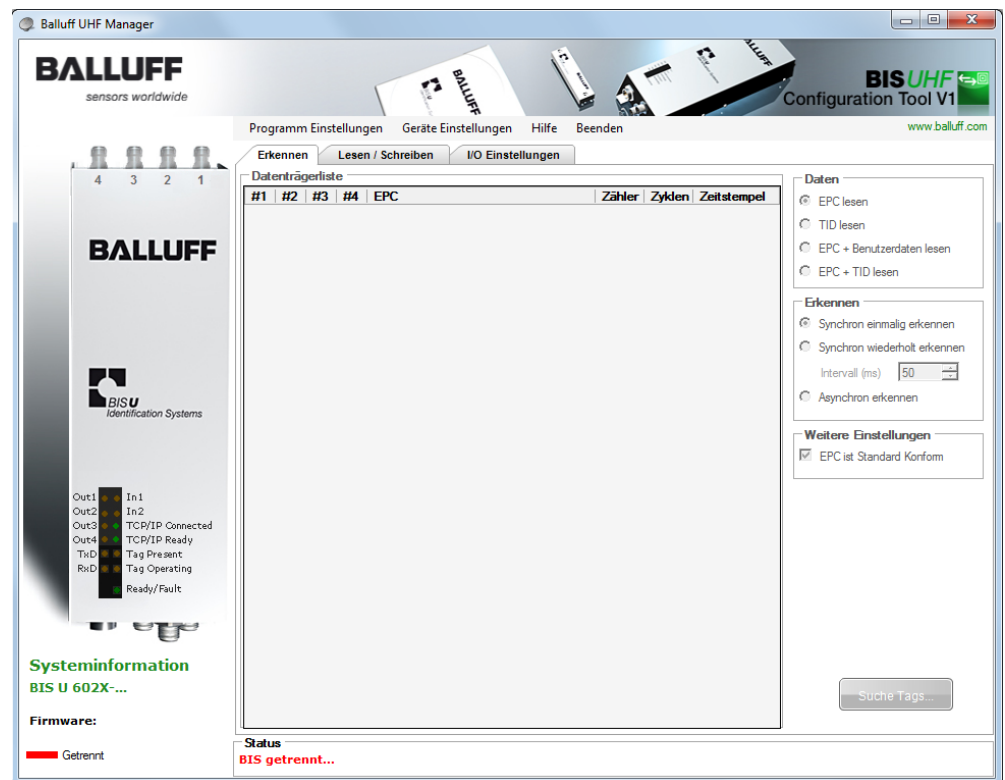 Balluff UHF Manager
BALLUFF
sensors worldwide
BALLUFF
BALLUFF
BIS UHF
Configuration Tool V1
www.balluff.com
Programm Einstellungen Geräte Einstellungen Hilfe Beenden
Erkennen Lesen / Schreiben I/O Einstellungen
4 3 2 1
BALLUFF
BIS U
Identification Systems
Out1 In1
Out2 In2
Out3 TCP/IP Connected
Out4 TCP/IP Ready
TxD Tag Present
RxD Tag Operating
Ready/Fault
Systeminformation
BIS U 602X-...
Firmware:
Getrennt
Datenträgerliste
#1 #2 #3 #4 EPC Zähler Zyklen Zeitstempel
Daten
EPC lesen
TID lesen
EPC + Benutzerdaten lesen
EPC + TID lesen
Erkennen
Synchron einmalig erkennen
Synchron wiederholt erkennen
Intervall (ms) 50
Asynchron erkennen
Weitere Einstellungen
EPC ist Standard Konform
Suche Tags...
Status
BIS getrennt...